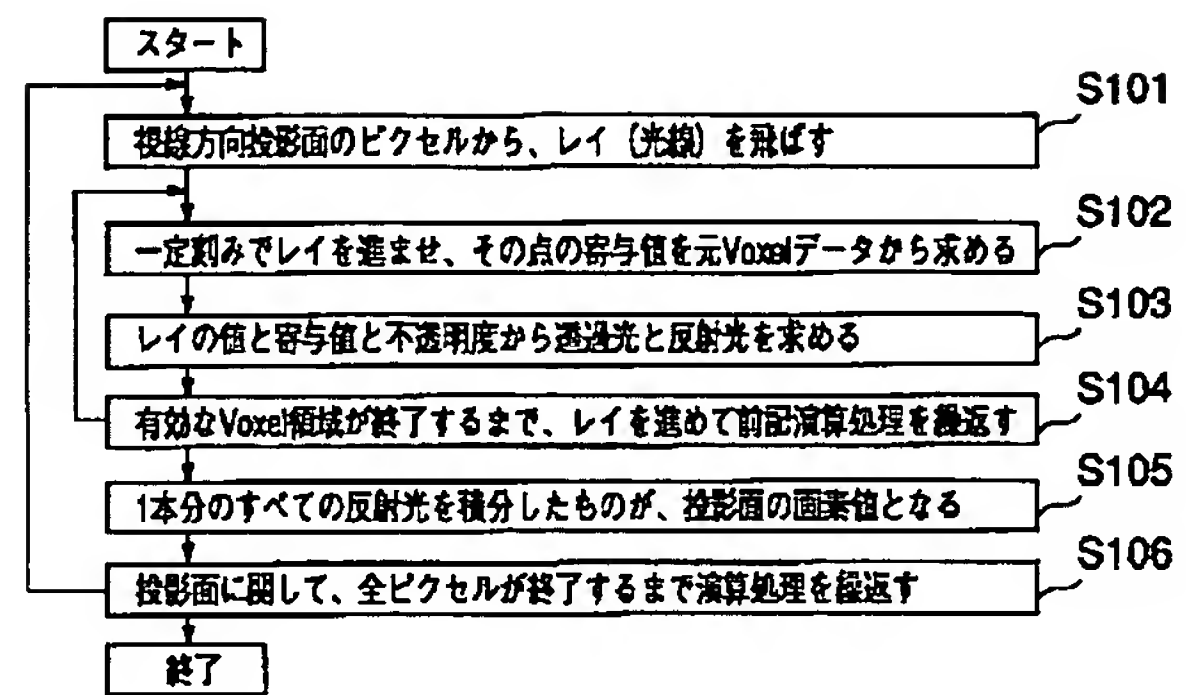 スタート
S101
視線方向投影面のピクセルから、レイ（光線）を飛ばす
S102
一定刻みでレイを進ませ、その点の寄与値を元Voxelデータから求める
S103
レイの値と寄与値と不透明度から透過光と反射光を求める
S104
有効なVoxel領域が終了するまで、レイを進めて前記演算処理を繰返す
S105
1本分のすべての反射光を積分したものが、投影面の画素値となる
S106
投影面に関して、全ピクセルが終了するまで演算処理を繰返す
終了